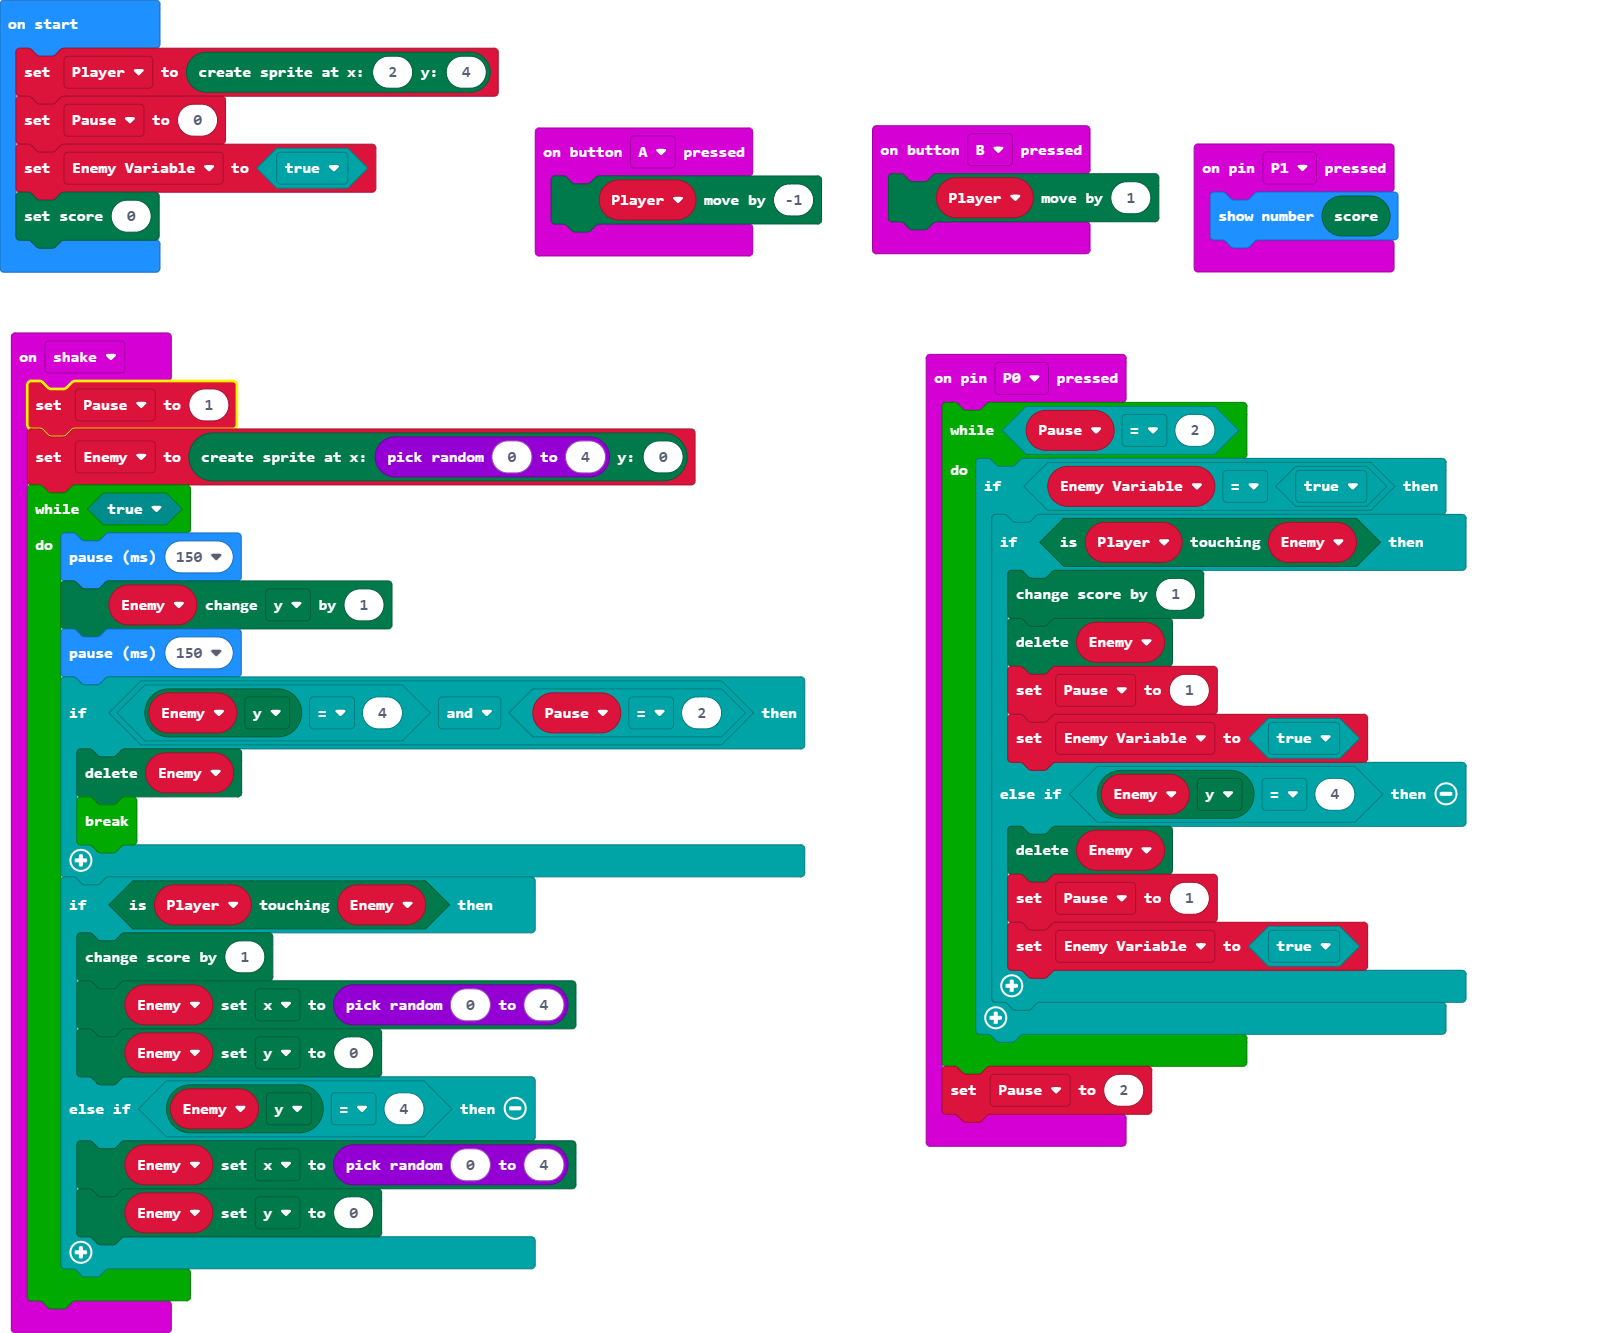 on start
set Player to create sprite at x: 2 y: 4
set Pause to 0
set Enemy Variable to true
set score 0
on button A pressed
Player move by -1
on button B pressed
Player move by 1
on pin P1 pressed
show number score
on shake
set Pause to 1
set Enemy to create sprite at x: pick random 0 to 4 y: 0
while true
do
pause (ms) 150
Enemy change y by 1
pause (ms) 150
if Enemy y = 4 and Pause = 2 then
delete Enemy
break
if is Player touching Enemy then
change score by 1
Enemy set x to pick random 0 to 4
Enemy set y to 0
else if Enemy y = 4 then
Enemy set x to pick random 0 to 4
Enemy set y to 0
on pin P0 pressed
while Pause = 2
do
if Enemy Variable = true then
if is Player touching Enemy then
change score by 1
delete Enemy
set Pause to 1
set Enemy Variable to true
else if Enemy y = 4 then
delete Enemy
set Pause to 1
set Enemy Variable to true
set Pause to 2